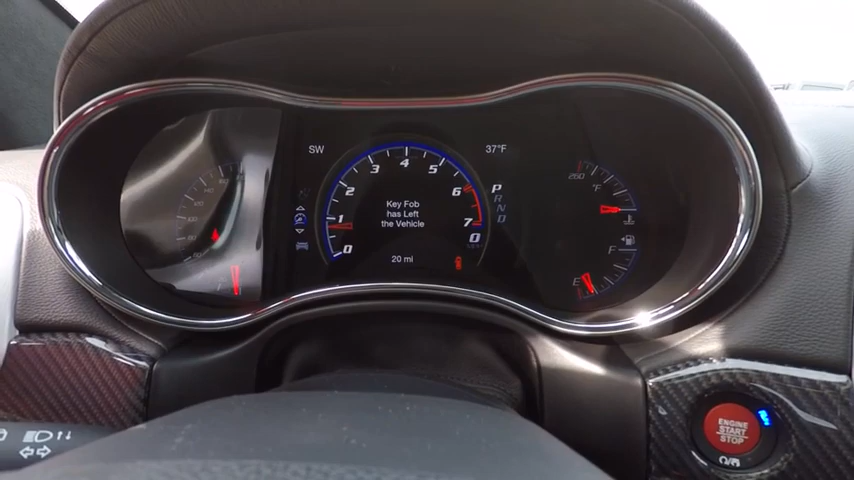 SW
37°F
4
3
5
2
6
1
7
0
Key Fob
has Left
the Vehicle
P
R
N
D
0
20 mi
260
°F
F
E
ENGINE
START
STOP